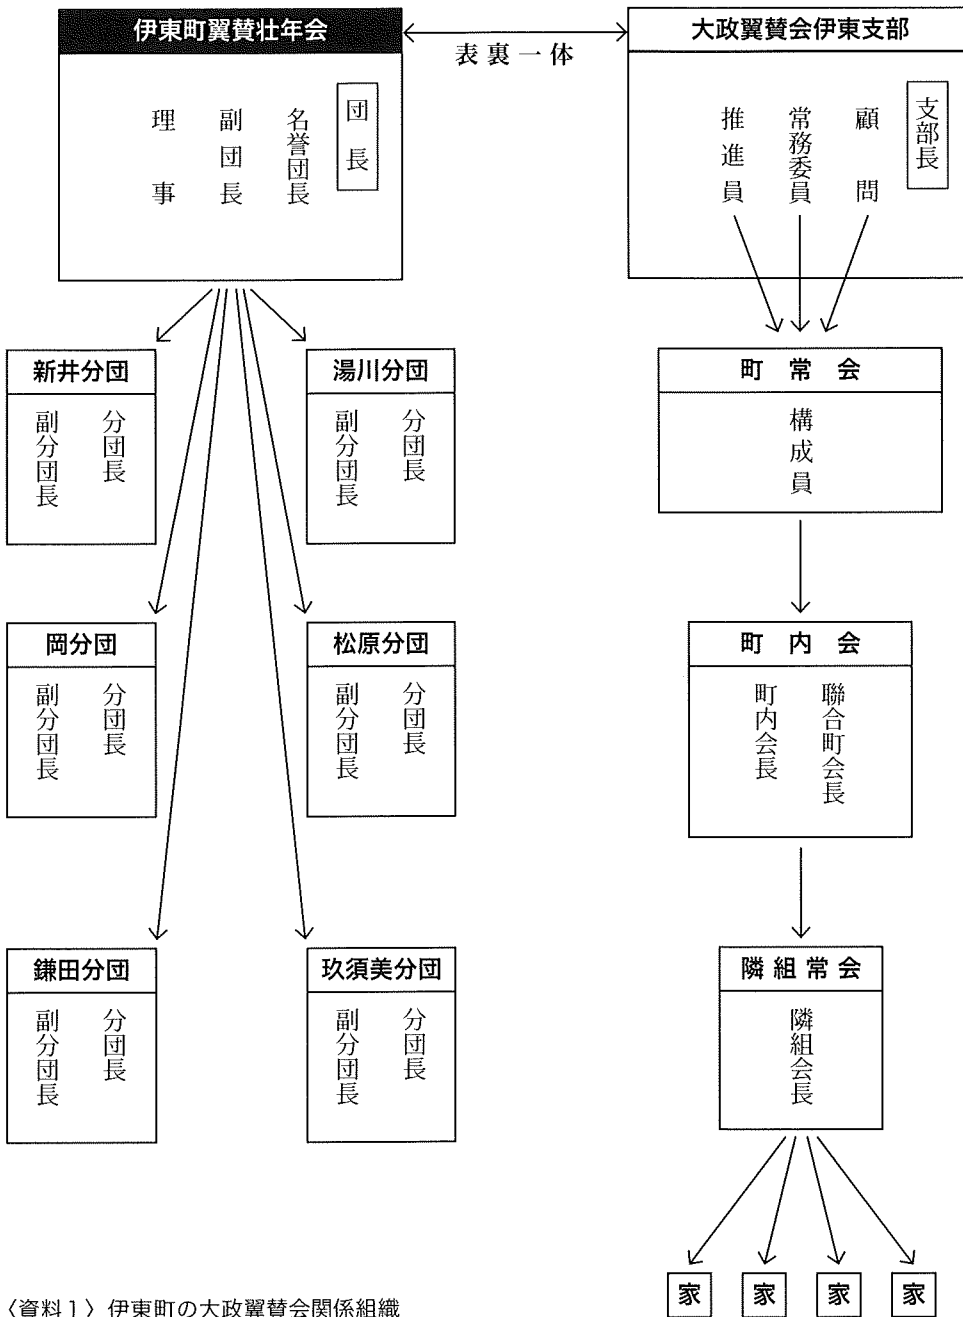 伊東町翼賛壮年会
団長
名誉団長
副団長
理事
表裏一体
大政翼賛会伊東支部
支部長
顧問
常務委員
推進員
新井分団
分団長
副分団長
湯川分団
分団長
副分団長
岡分団
分団長
副分団長
松原分団
分団長
副分団長
鎌田分団
分団長
副分団長
玖須美分団
分団長
副分団長
町常会
構成員
町内会
聯合町会長
町内会長
隣組常会
隣組会長
家
家
家
家
〈資料1〉伊東町の大政翼賛会関係組織